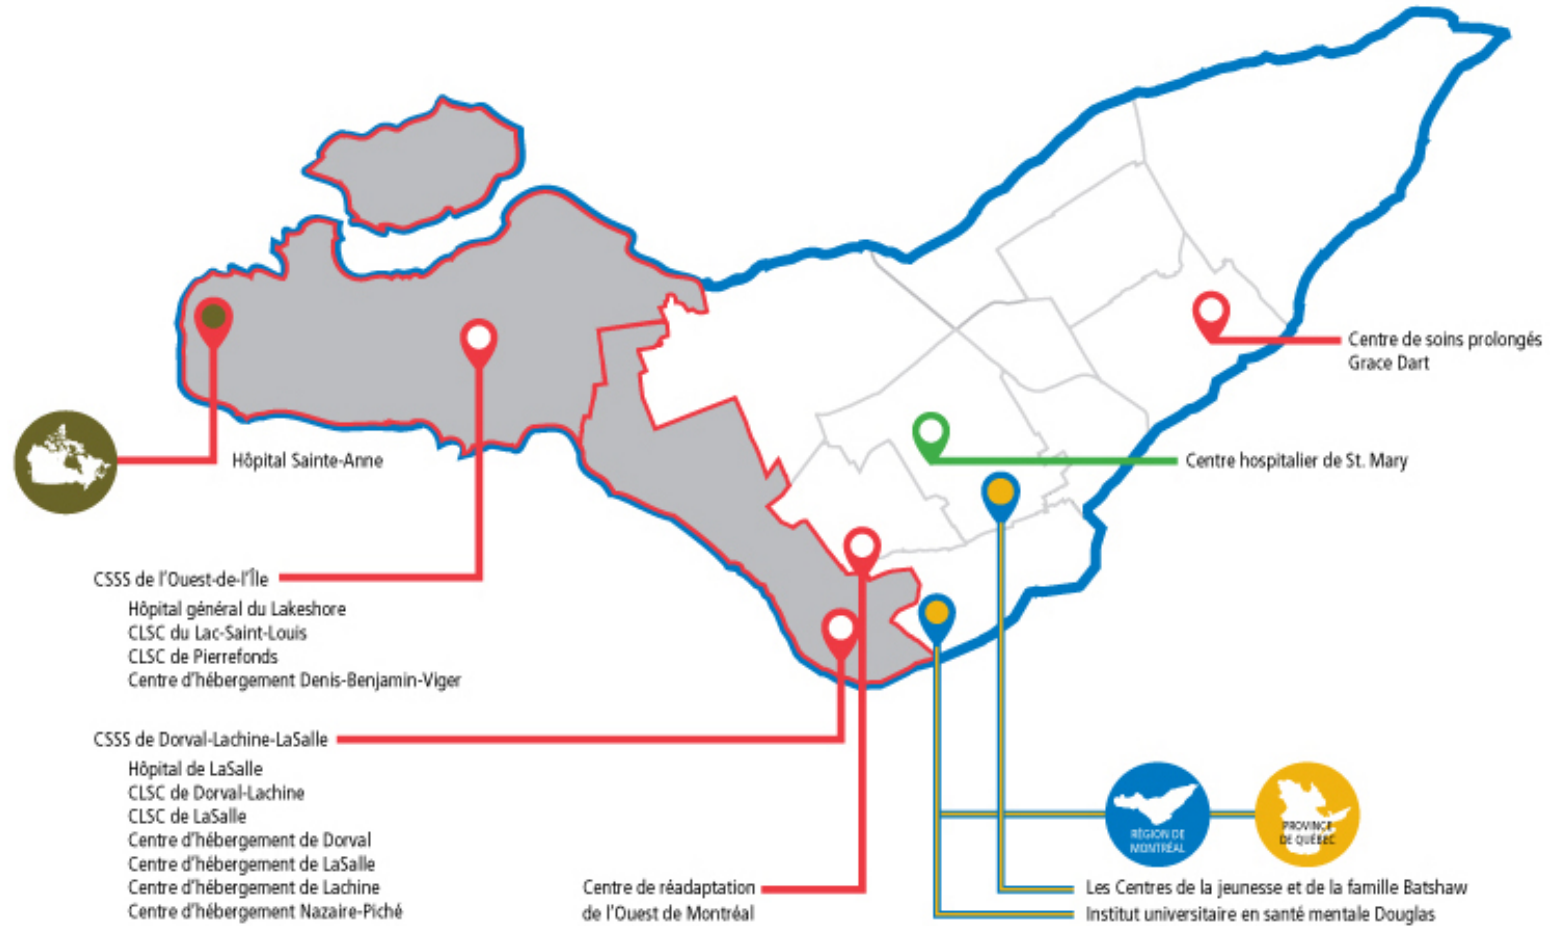 Centre de soins prolongés
Grace Dart
Hôpital Sainte-Anne
Centre hospitalier de St. Mary
CSSS de l'Ouest-de-l'Île
Hôpital général du Lakeshore
CLSC du Lac-Saint-Louis
CLSC de Pierrefonds
Centre d'hébergement Denis-Benjamin-Viger
CSSS de Dorval-Lachine-LaSalle
Hôpital de LaSalle
CLSC de Dorval-Lachine
CLSC de LaSalle
Centre d'hébergement de Dorval
Centre d'hébergement de LaSalle
Centre d'hébergement de Lachine
Centre d'hébergement Nazaire-Piché
Centre de réadaptation
de l'Ouest de Montréal
RÉGION DE
MONTRÉAL
PROVINCE
DE QUÉBEC
Les Centres de la jeunesse et de la famille Batshaw
Institut universitaire en santé mentale Douglas